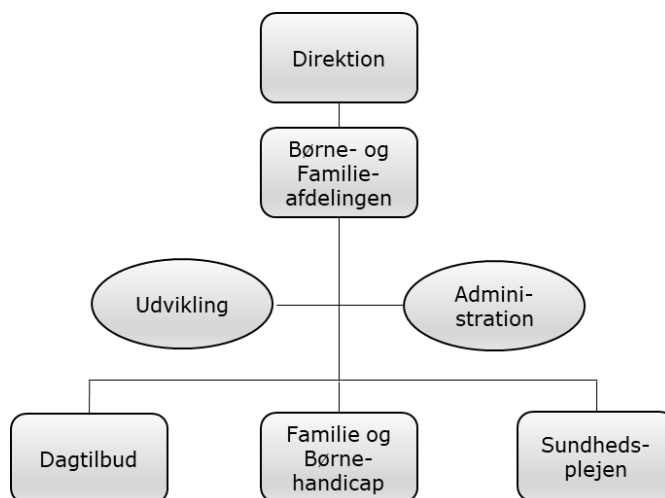 Direktion
Børne- og
Familie-
afdelingen
Udvikling
Admini-
stration
Dagtilbud
Familie og
Børne-
handicap
Sundheds-
plejen